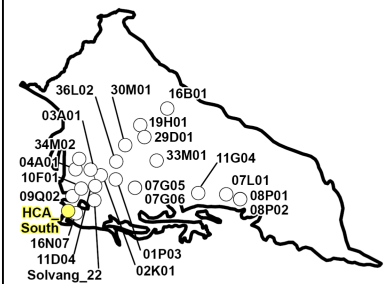 36L02
30M01
16B01
03A01
19H01
29D01
34M02
33M01
11G04
04A01
10F01
07L01
07G05
08P01
09Q02
07G06
08P02
HCA_
South
16N07
01P03
11D04
02K01
Solvang_22